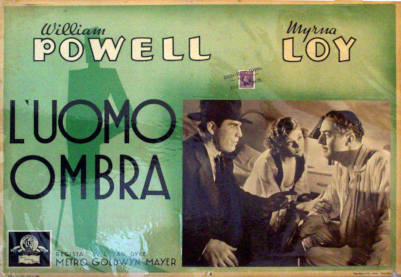 William
POWELL
Myrna
LOY
L'UOMO
OMBRA
METRO GOLDWYN MAYER